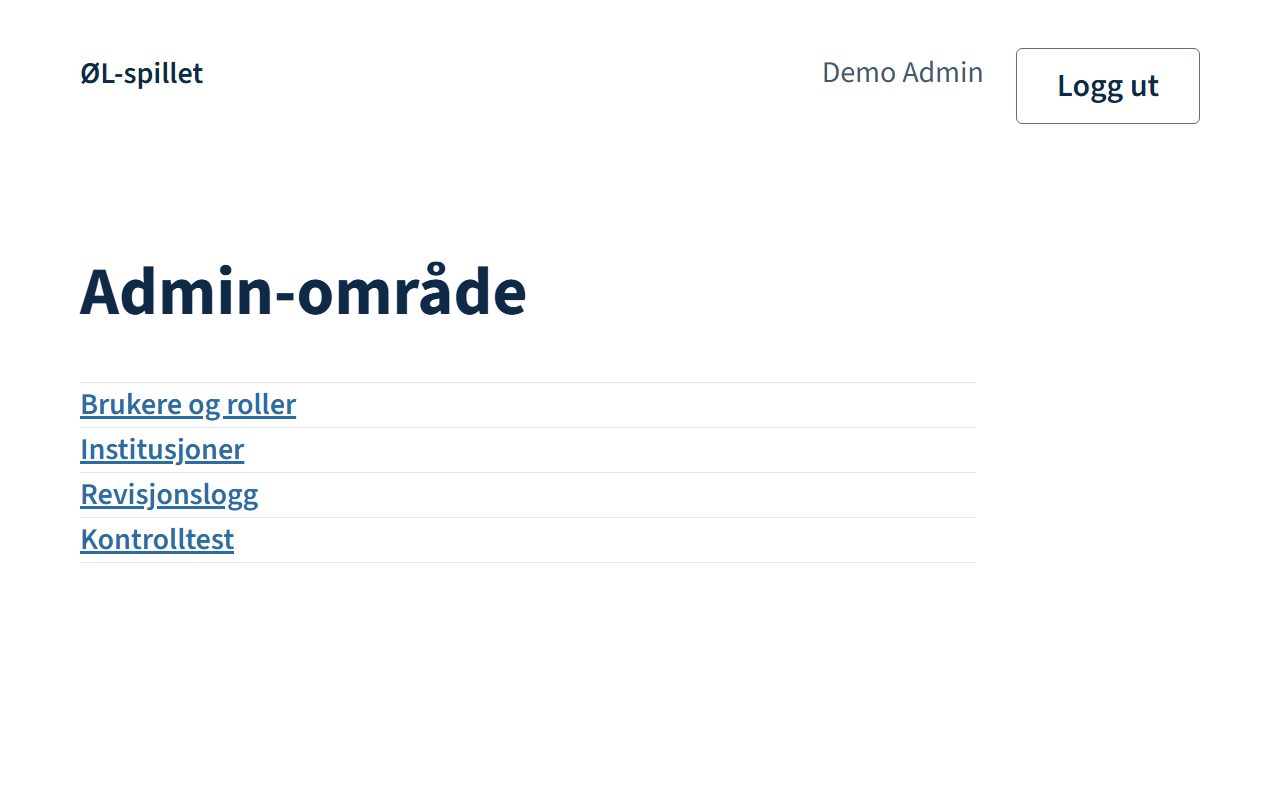 ØL-spillet
Demo Admin
Logg ut
Admin-område
Brukere og roller
Institusjoner
Revisjonslogg
Kontrolltest